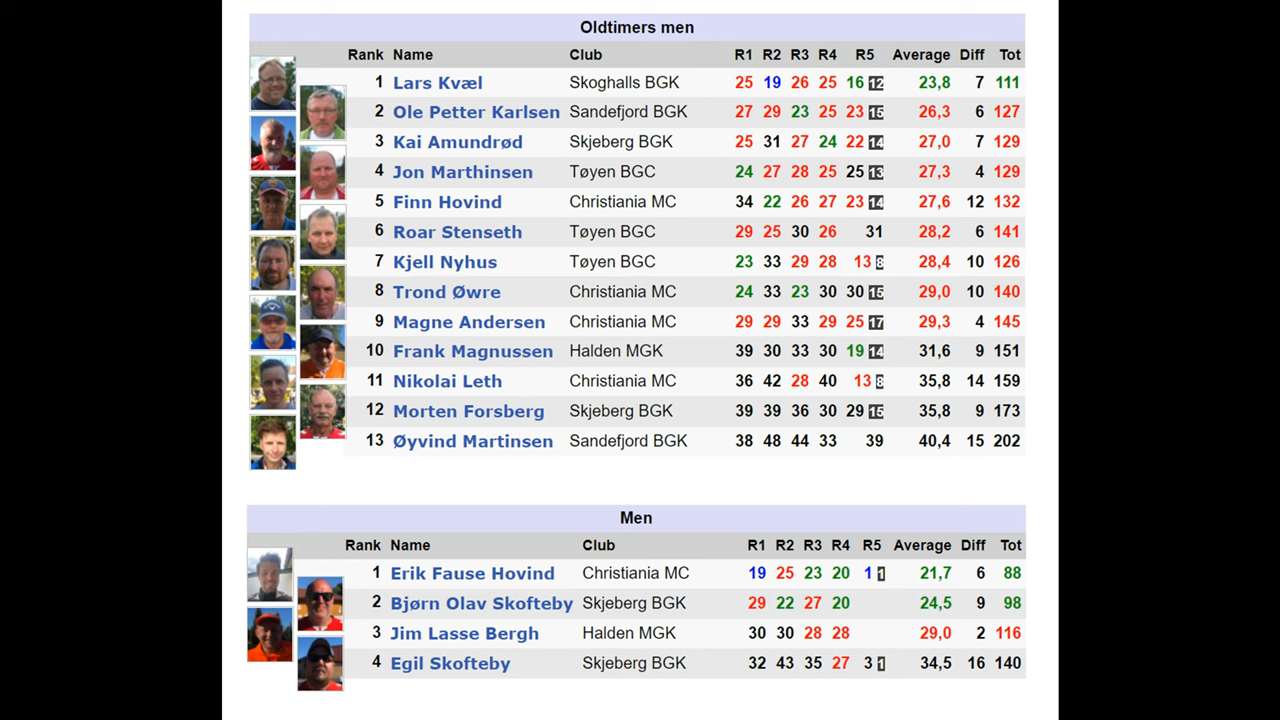 Oldtimers men
Rank Name Club R1 R2 R3 R4 R5 Average Diff Tot
1 Lars Kvæl Skoghalls BGK 25 19 26 25 16 12 23,8 7 111
2 Ole Petter Karlsen Sandefjord BGK 27 29 23 25 23 15 26,3 6 127
3 Kai Amundrød Skjeberg BGK 25 31 27 24 22 14 27,0 7 129
4 Jon Marthinsen Tøyen BGC 24 27 28 25 25 13 27,3 4 129
5 Finn Hovind Christiania MC 34 22 26 27 23 14 27,6 12 132
6 Roar Stenseth Tøyen BGC 29 25 30 26 31 28,2 6 141
7 Kjell Nyhus Tøyen BGC 23 33 29 28 13 8 28,4 10 126
8 Trond Øwre Christiania MC 24 33 23 30 30 15 29,0 10 140
9 Magne Andersen Christiania MC 29 29 33 29 25 17 29,3 4 145
10 Frank Magnussen Halden MGK 39 30 33 30 19 14 31,6 9 151
11 Nikolai Leth Christiania MC 36 42 28 40 13 8 35,8 14 159
12 Morten Forsberg Skjeberg BGK 39 39 36 30 29 15 35,8 9 173
13 Øyvind Martinsen Sandefjord BGK 38 48 44 33 39 40,4 15 202
Men
Rank Name Club R1 R2 R3 R4 R5 Average Diff Tot
1 Erik Fause Hovind Christiania MC 19 25 23 20 1 1 21,7 6 88
2 Bjørn Olav Skofteby Skjeberg BGK 29 22 27 20 24,5 9 98
3 Jim Lasse Bergh Halden MGK 30 30 28 28 29,0 2 116
4 Egil Skofteby Skjeberg BGK 32 43 35 27 3 1 34,5 16 140